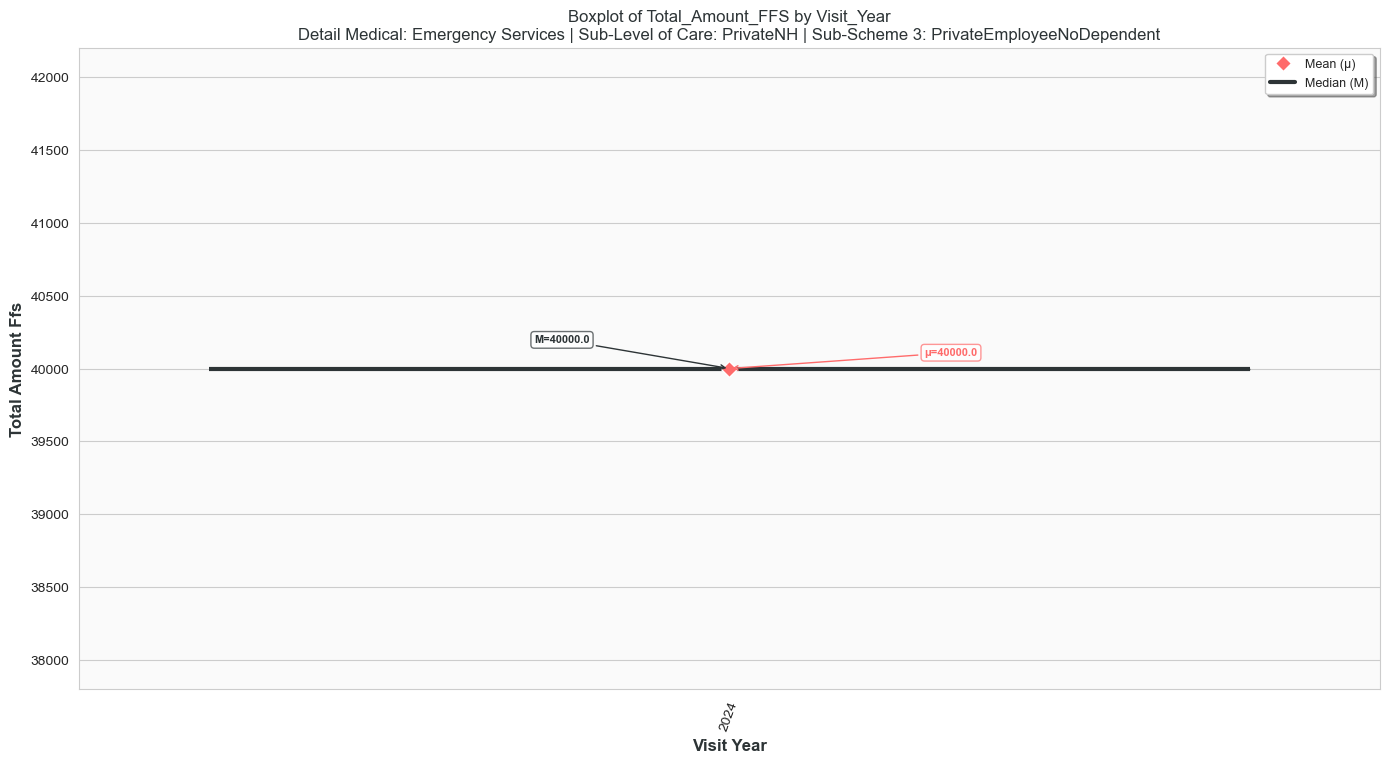 Boxplot of Total_Amount_FFS by Visit_Year
Detail Medical: Emergency Services | Sub-Level of Care: PrivateNH | Sub-Scheme 3: PrivateEmployeeNoDependent
Mean (μ)
Median (M)
Total Amount Ffs
42000
41500
41000
40500
40000
39500
39000
38500
38000
M=40000.0
μ=40000.0
2024
Visit Year